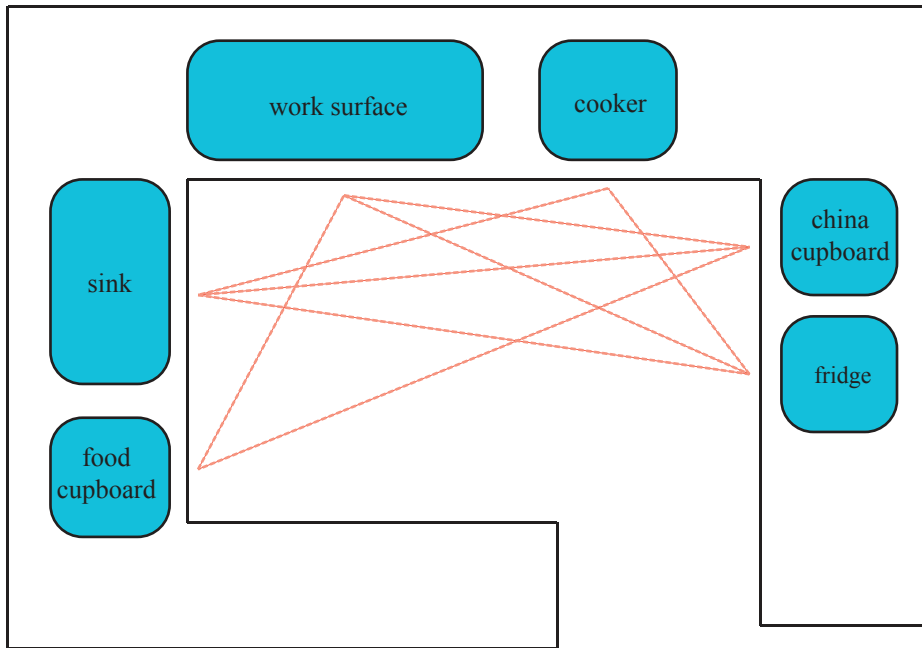 work surface
cooker
sink
china
cupboard
fridge
food
cupboard